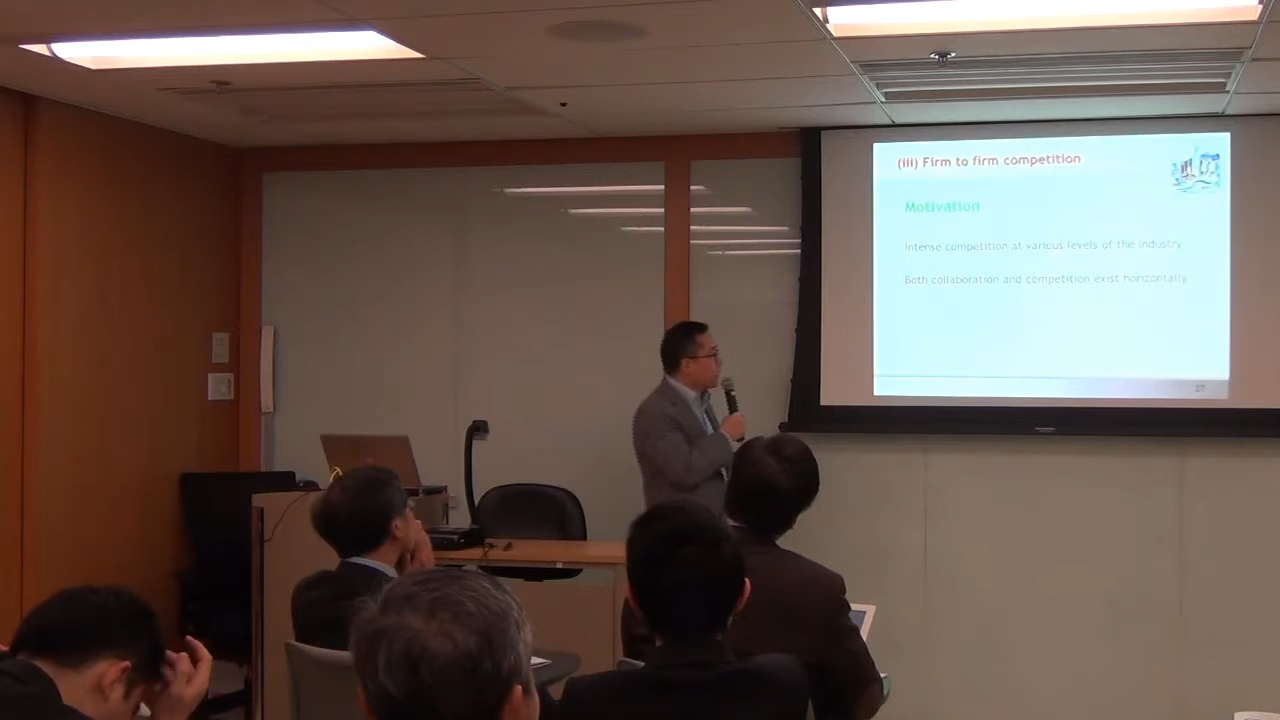 (iii) Firm to firm competition
Motivation
Intense competition at various levels of the industry
Both collaboration and competition exist horizontally
27